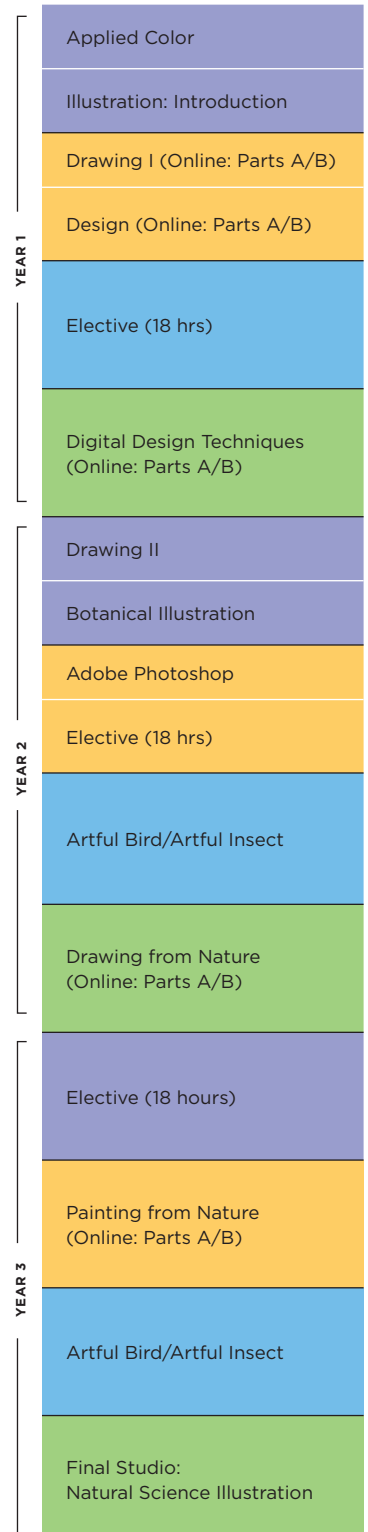 YEAR 1
Applied Color
Illustration: Introduction
Drawing I (Online: Parts A/B)
Design (Online: Parts A/B)
Elective (18 hrs)
Digital Design Techniques
(Online: Parts A/B)
YEAR 2
Drawing II
Botanical Illustration
Adobe Photoshop
Elective (18 hrs)
Artful Bird/Artful Insect
Drawing from Nature
(Online: Parts A/B)
YEAR 3
Elective (18 hours)
Painting from Nature
(Online: Parts A/B)
Artful Bird/Artful Insect
Final Studio:
Natural Science Illustration